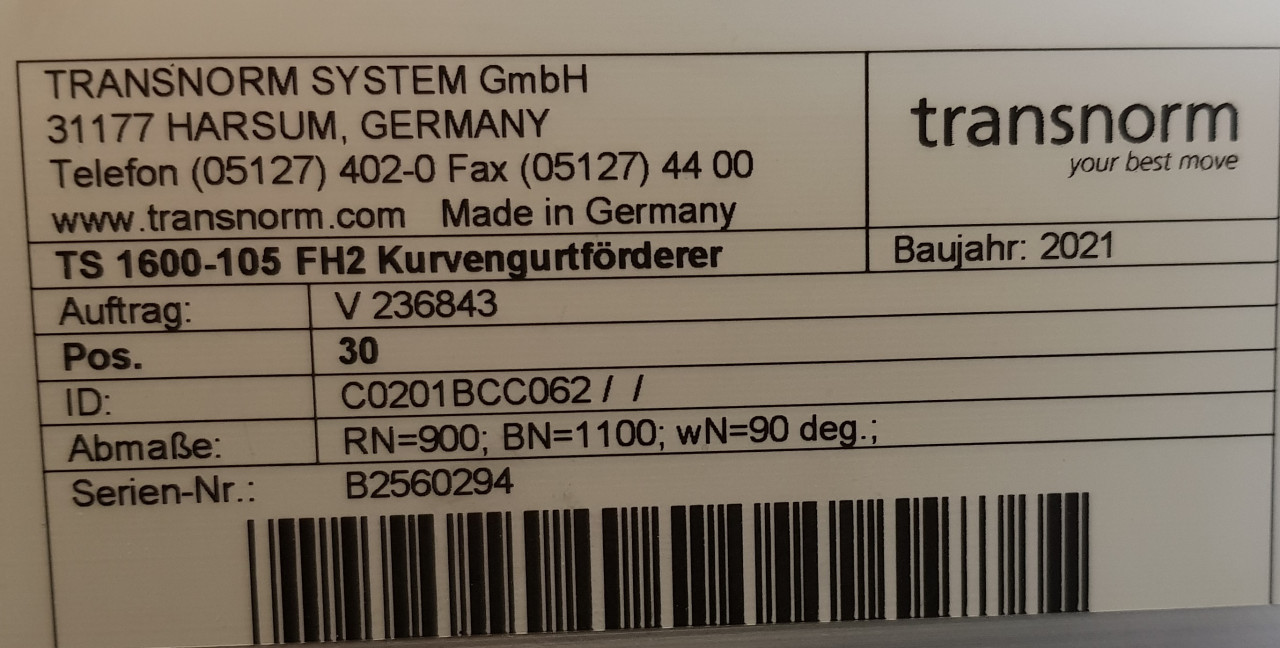 TRANSNORM SYSTEM GmbH
31177 HARSUM, GERMANY
Telefon (05127) 402-0 Fax (05127) 44 00
www.transnorm.com Made in Germany
transnorm
your best move
TS 1600-105 FH2 Kurvengurtförderer
Baujahr: 2021
Auftrag: V 236843
Pos. 30
ID: C0201BCC062 / /
Abmaße: RN=900; BN=1100; wN=90 deg.;
Serien-Nr.: B2560294